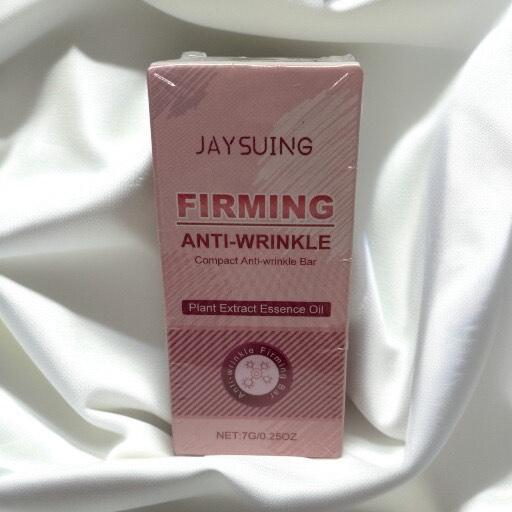 JAYSUING
FIRMING
ANTI-WRINKLE
Compact Anti-wrinkle Bar
Plant Extract Essence Oil
Anti-wrinkle Firming Bar
NET:7G/0.25OZ